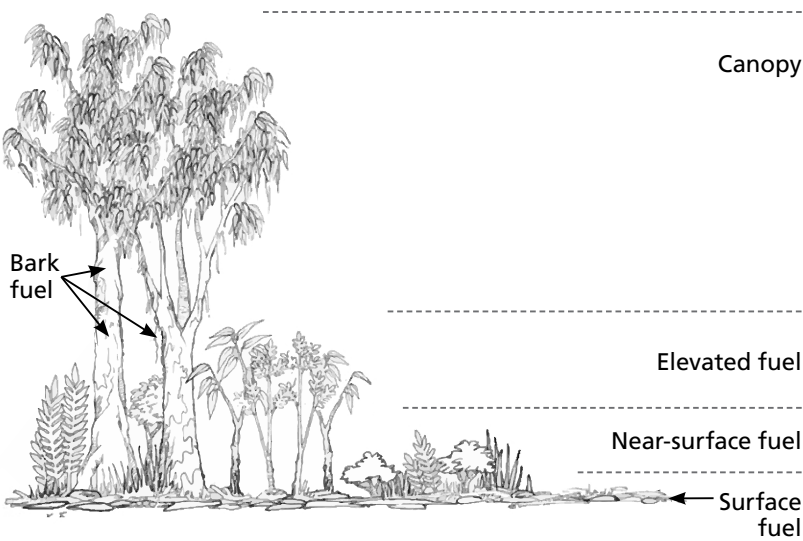 Canopy
Bark
fuel
Elevated fuel
Near-surface fuel
Surface
fuel